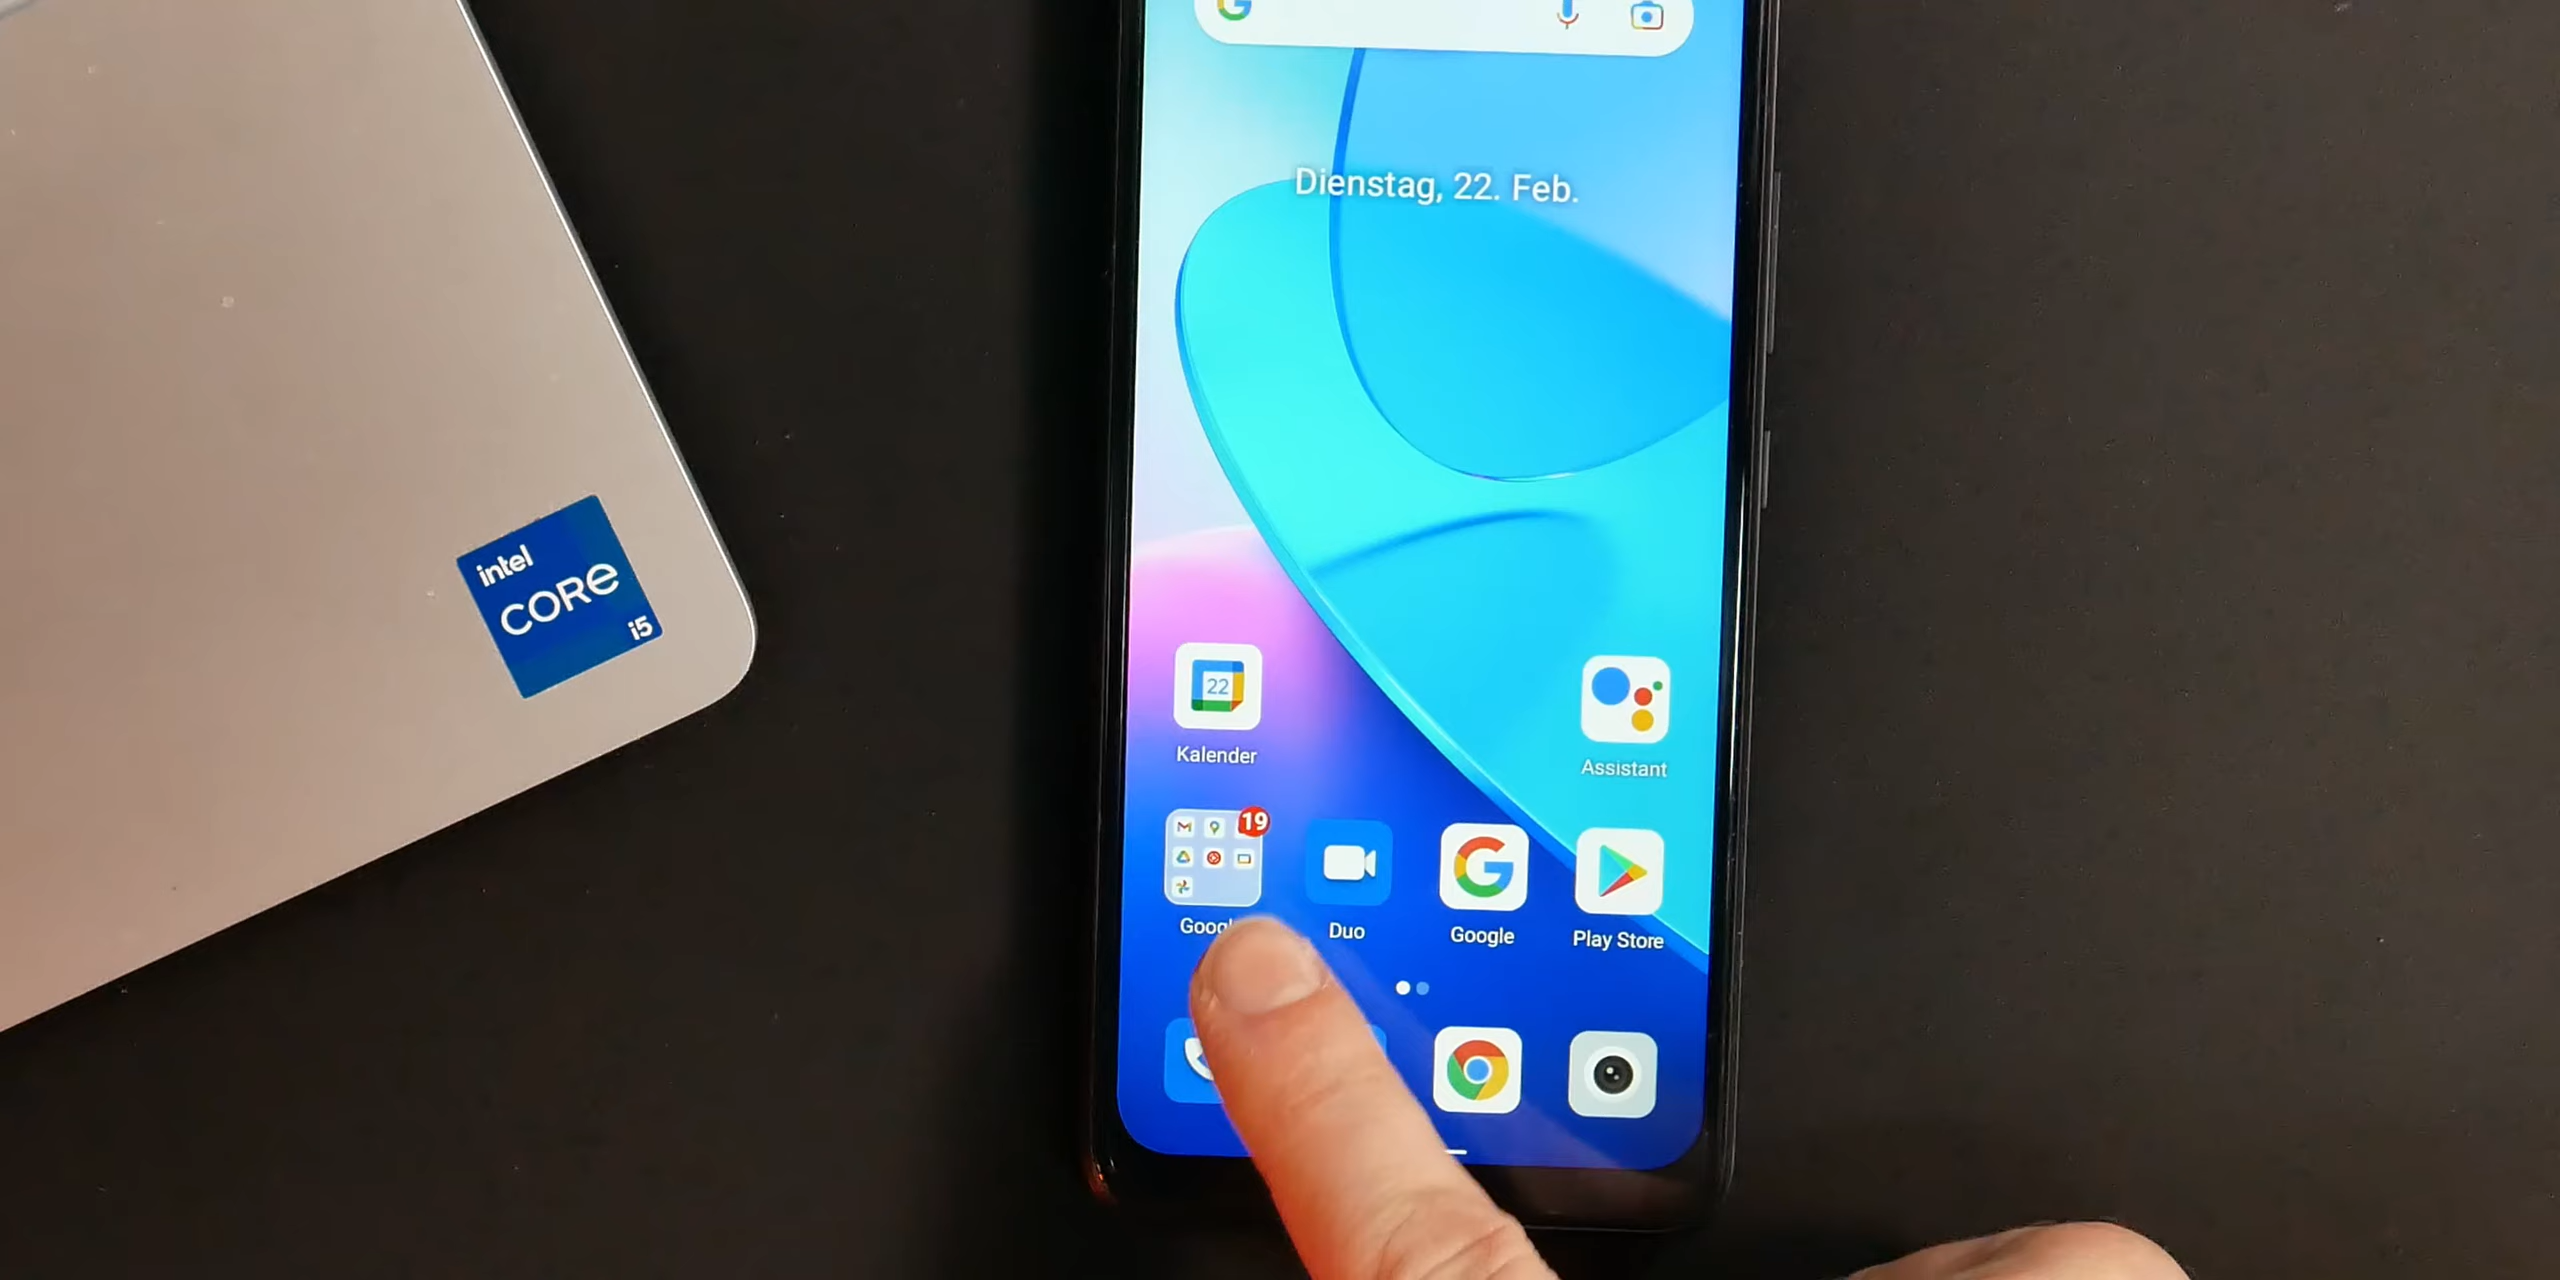 Dienstag, 22. Feb.
intel
CORE
i5
22
Kalender
Assistant
19
Duo
Google
Play Store